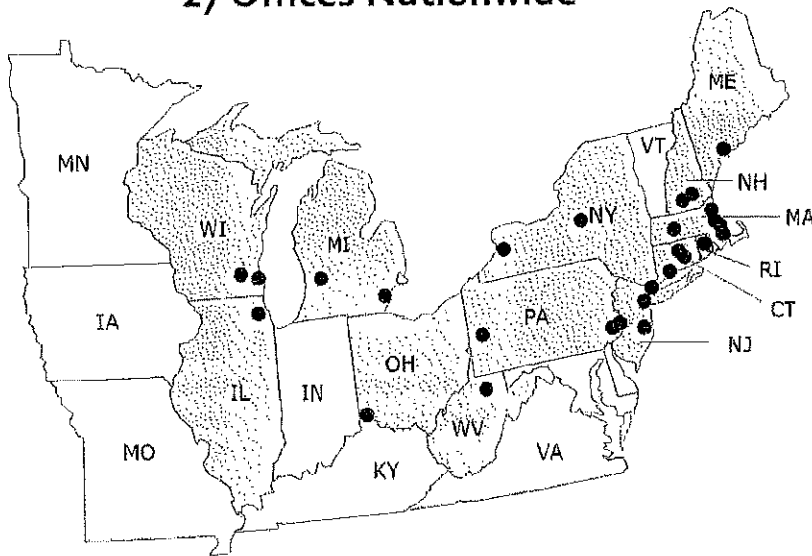 Offices Nationwide
ME
MN
VT
NH
NY
MA
WI
MI
RI
CT
IA
PA
NJ
OH
IL
IN
WV
MO
VA
KY